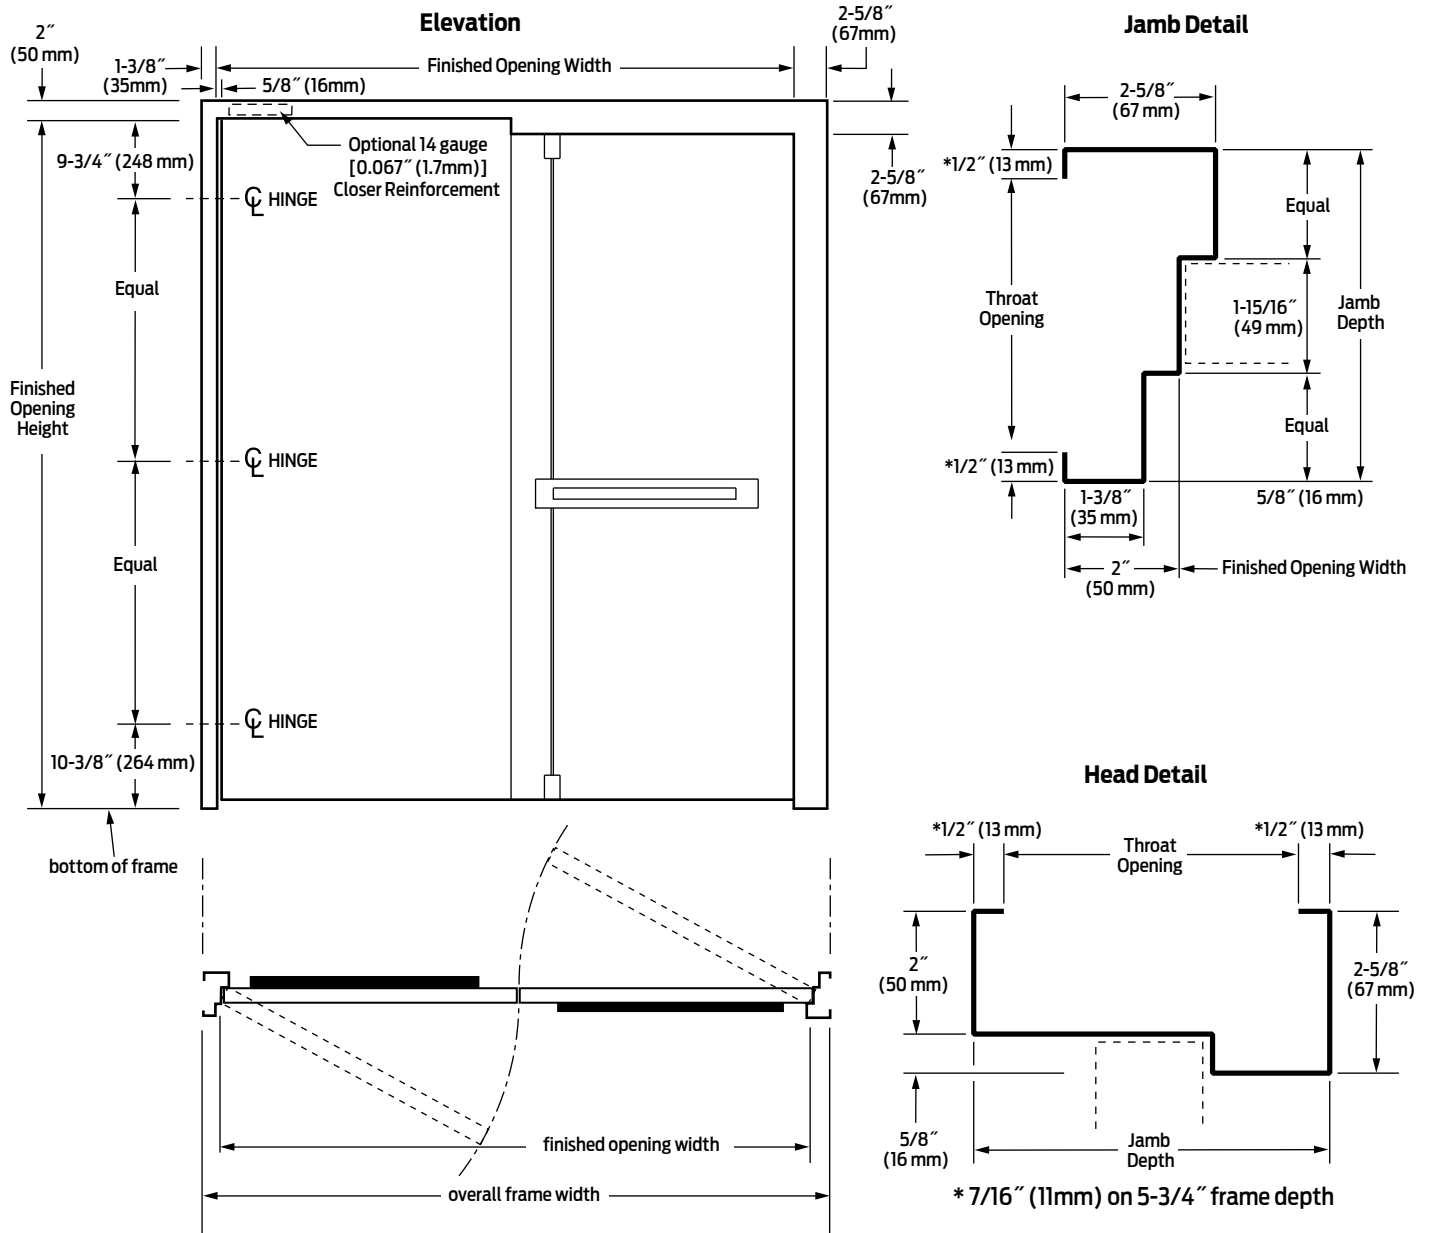 Elevation
2″
(50 mm)
1-3/8″
(35mm)
Finished Opening Width
5/8″ (16mm)
2-5/8″
(67mm)
9-3/4″ (248 mm)
Optional 14 gauge
[0.067″ (1.7mm)]
Closer Reinforcement
2-5/8″
(67mm)
℄ HINGE
Equal
Finished
Opening
Height
℄ HINGE
Equal
℄ HINGE
10-3/8″ (264 mm)
bottom of frame
finished opening width
overall frame width
Jamb Detail
2-5/8″
(67 mm)
*1/2″ (13 mm)
Equal
Throat
Opening
1-15/16″
(49 mm)
Jamb
Depth
Equal
*1/2″ (13 mm)
1-3/8″
(35 mm)
5/8″ (16 mm)
2″
(50 mm)
Finished Opening Width
Head Detail
*1/2″ (13 mm)
Throat
Opening
*1/2″ (13 mm)
2″
(50 mm)
2-5/8″
(67 mm)
5/8″
(16 mm)
Jamb
Depth
* 7/16″ (11mm) on 5-3/4″ frame depth